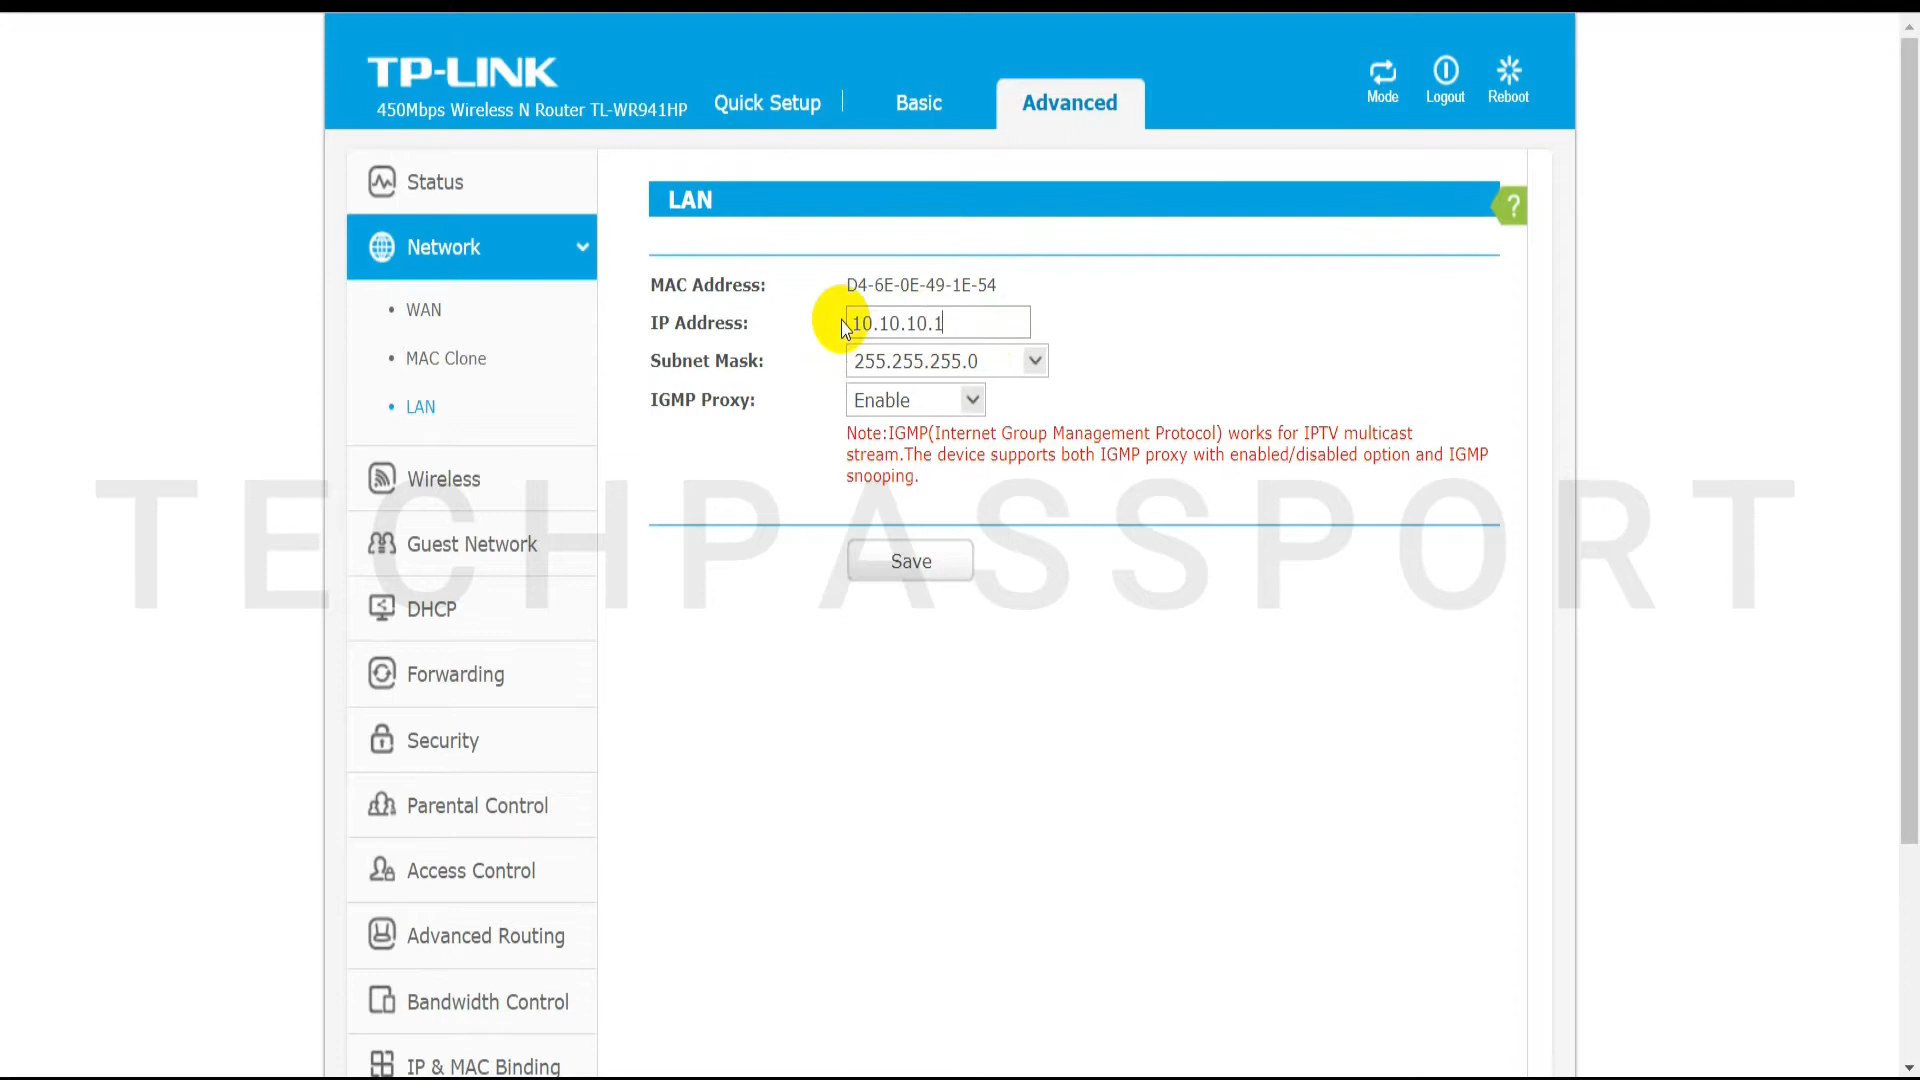 TP-LINK
450Mbps Wireless N Router TL-WR941HP
Quick Setup
Basic
Advanced
Mode
Logout
Reboot
Status
Network
WAN
MAC Clone
LAN
Wireless
Guest Network
DHCP
Forwarding
Security
Parental Control
Access Control
Advanced Routing
Bandwidth Control
IP & MAC Binding
LAN
?
MAC Address: D4-6E-0E-49-1E-54
IP Address: 10.10.10.1
Subnet Mask: 255.255.255.0
IGMP Proxy: Enable
Note:IGMP(Internet Group Management Protocol) works for IPTV multicast
stream.The device supports both IGMP proxy with enabled/disabled option and IGMP
snooping.
Save
TECHPASSPORT